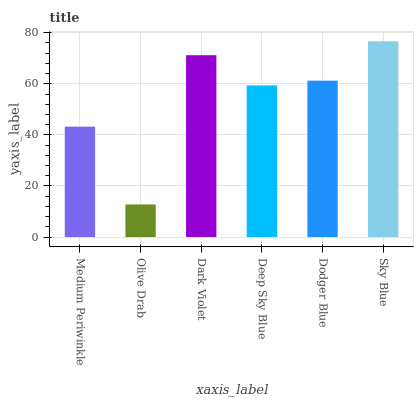 title
yaxis_label
80
60
40
20
0
Medium Periwinkle
Olive Drab
Dark Violet
Deep Sky Blue
Dodger Blue
Sky Blue
xaxis_label